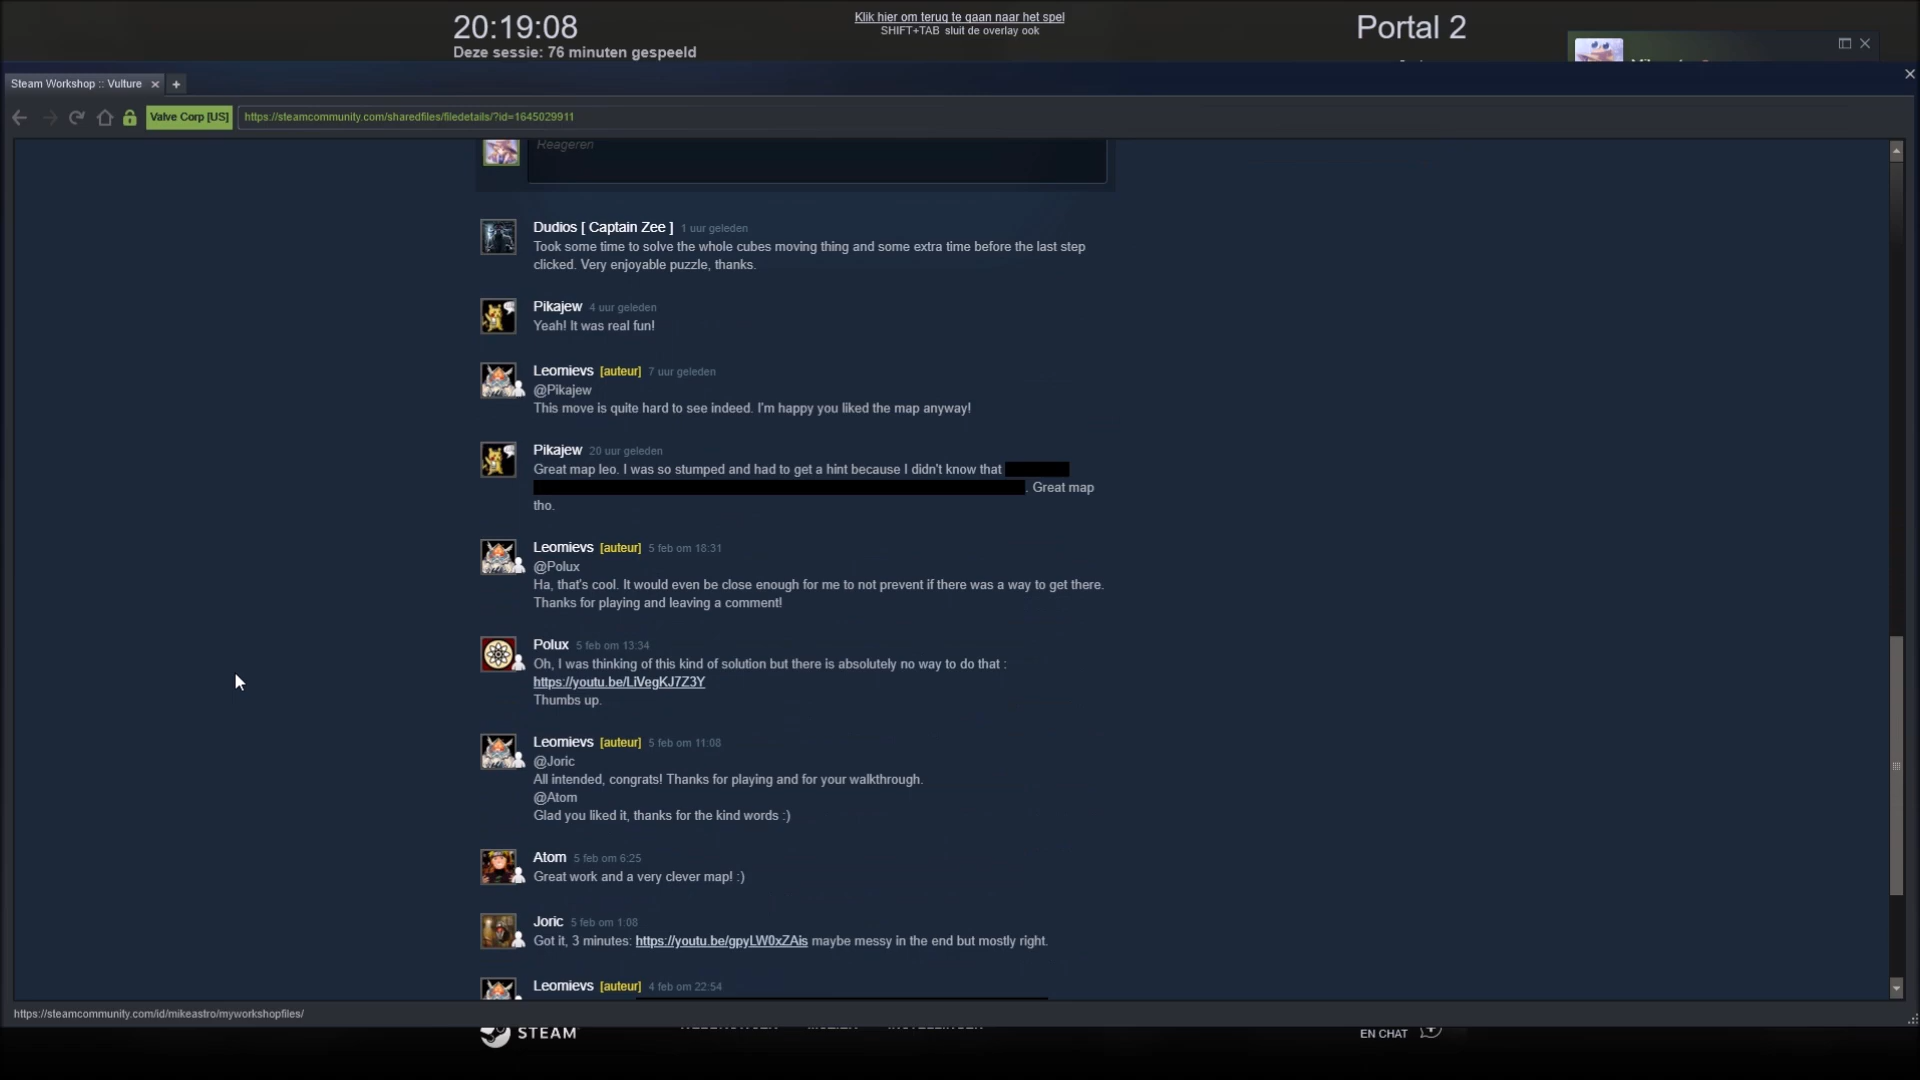 20:19:08
Deze sessie: 76 minuten gespeeld
Klik hier om terug te gaan naar het spel
SHIFT+TAB sluit de overlay ook
Portal 2
Steam Workshop :: Vulture
Valve Corp [US]
https://steamcommunity.com/sharedfiles/filedetails/?id=1645029911
Reageren
Dudios [ Captain Zee ] 1 uur geleden
Took some time to solve the whole cubes moving thing and some extra time before the last step
clicked. Very enjoyable puzzle, thanks.
Pikajew 4 uur geleden
Yeah! It was real fun!
Leomievs [auteur] 7 uur geleden
@Pikajew
This move is quite hard to see indeed. I'm happy you liked the map anyway!
Pikajew 20 uur geleden
Great map leo. I was so stumped and had to get a hint because I didn't know that
. Great map
tho.
Leomievs [auteur] 5 feb om 18:31
@Polux
Ha, that's cool. It would even be close enough for me to not prevent if there was a way to get there.
Thanks for playing and leaving a comment!
Polux 5 feb om 13:34
Oh, I was thinking of this kind of solution but there is absolutely no way to do that :
https://youtu.be/LiVegKJ7Z3Y
Thumbs up.
Leomievs [auteur] 5 feb om 11:08
@Joric
All intended, congrats! Thanks for playing and for your walkthrough.
@Atom
Glad you liked it, thanks for the kind words :)
Atom 5 feb om 6:25
Great work and a very clever map! :)
Joric 5 feb om 1:08
Got it, 3 minutes: https://youtu.be/gpyLW0xZAis maybe messy in the end but mostly right.
Leomievs [auteur] 4 feb om 22:54
https://steamcommunity.com/id/mikeastro/myworkshopfiles/
STEAM
EN CHAT